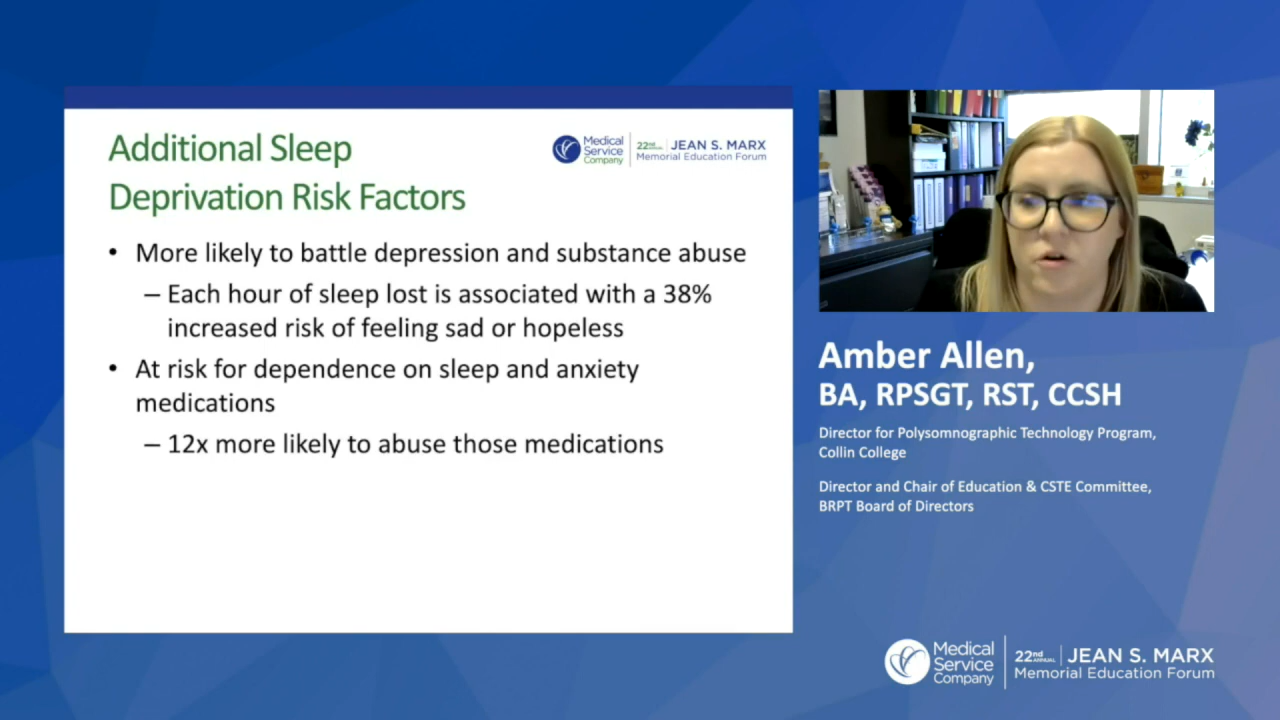 Additional Sleep
Deprivation Risk Factors
Medical
Service
Company
22nd ANNUAL JEAN S. MARX
Memorial Education Forum
• More likely to battle depression and substance abuse
– Each hour of sleep lost is associated with a 38%
increased risk of feeling sad or hopeless
• At risk for dependence on sleep and anxiety
medications
– 12x more likely to abuse those medications
Amber Allen,
BA, RPSGT, RST, CCSH
Director for Polysomnographic Technology Program,
Collin College
Director and Chair of Education & CSTE Committee,
BRPT Board of Directors
Medical
Service
Company
22nd ANNUAL JEAN S. MARX
Memorial Education Forum